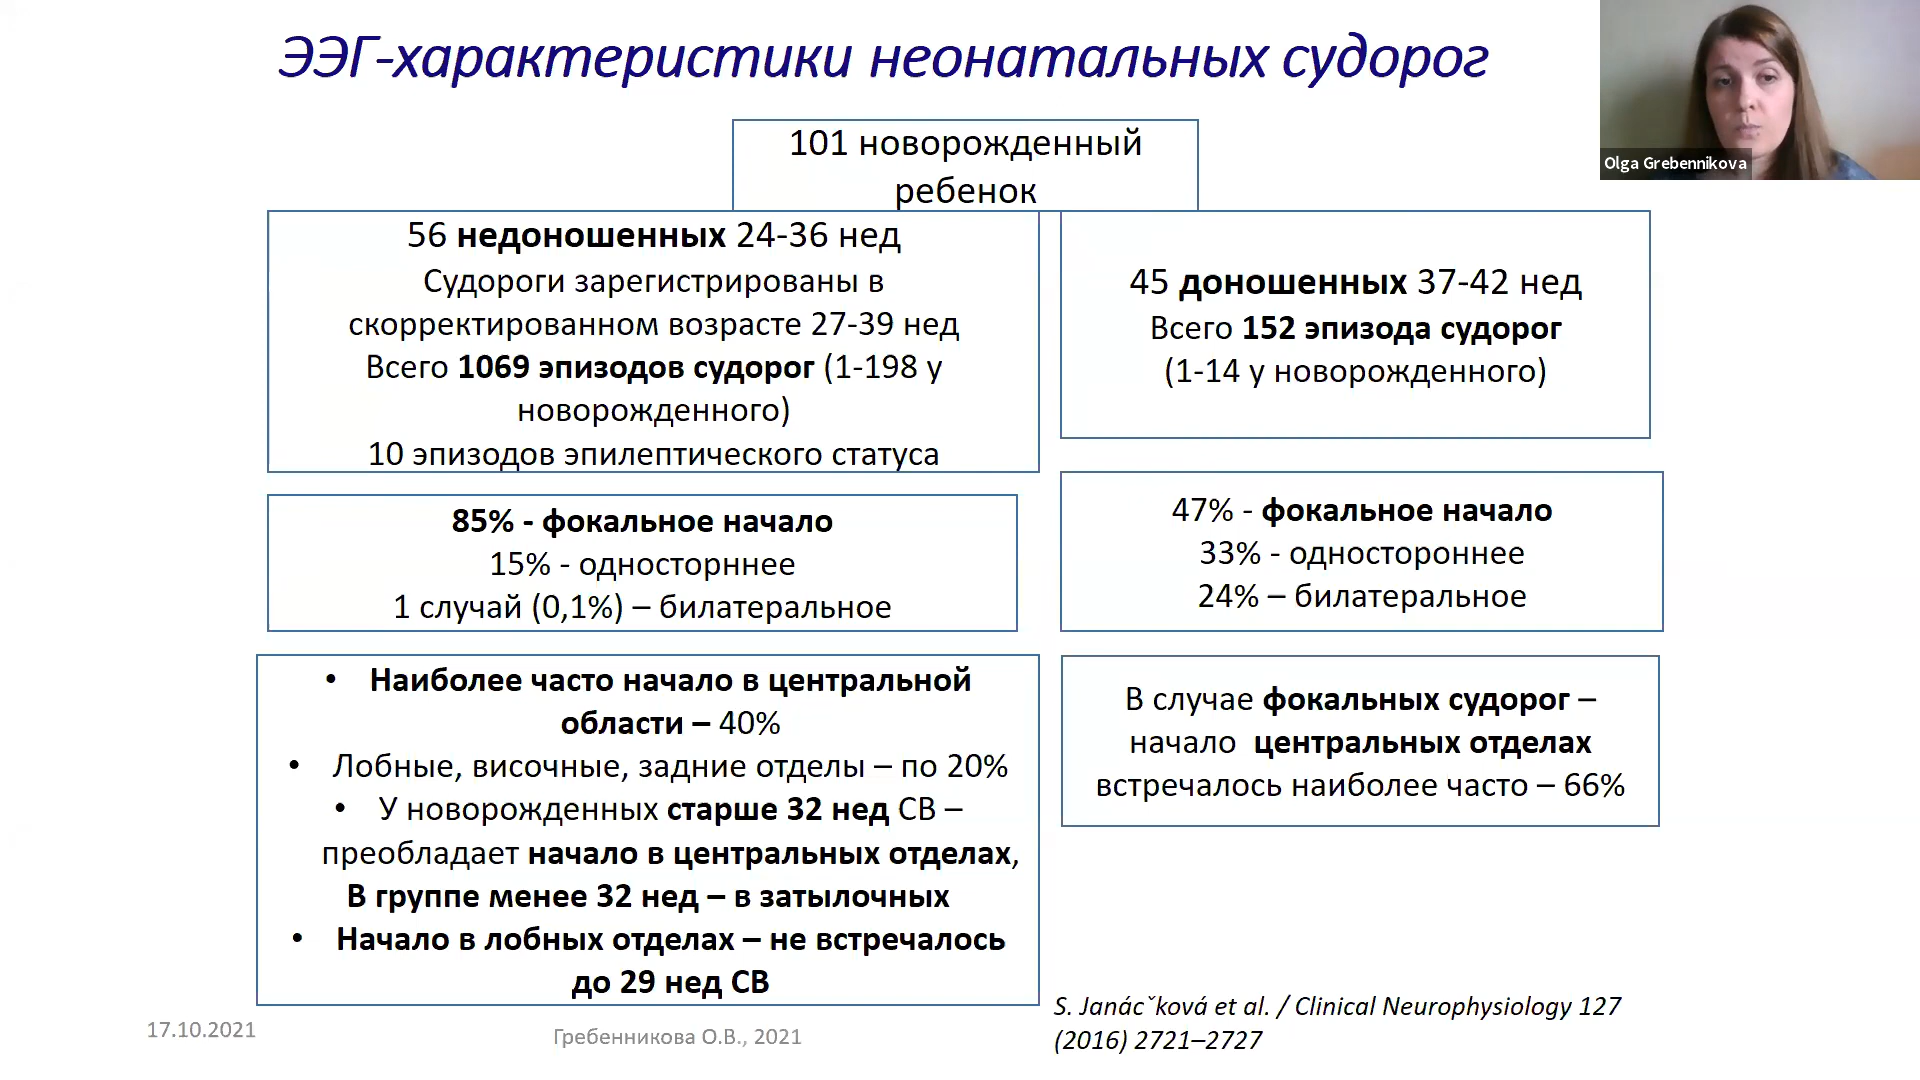 ЭЭГ-характеристики неонатальных судорог
Olga Grebennikova
101 новорожденный
ребенок
56 недоношенных 24-36 нед
Судороги зарегистрированы в
скорректированном возрасте 27-39 нед
Всего 1069 эпизодов судорог (1-198 у
новорожденного)
10 эпизодов эпилептического статуса
45 доношенных 37-42 нед
Всего 152 эпизода судорог
(1-14 у новорожденного)
85% - фокальное начало
15% - односторннее
1 случай (0,1%) – билатеральное
47% - фокальное начало
33% - одностороннее
24% – билатеральное
• Наиболее часто начало в центральной
области – 40%
• Лобные, височные, задние отделы – по 20%
• У новорожденных старше 32 нед СВ –
преобладает начало в центральных отделах,
В группе менее 32 нед – в затылочных
• Начало в лобных отделах – не встречалось
до 29 нед СВ
В случае фокальных судорог –
начало центральных отделах
встречалось наиболее часто – 66%
S. Janácˇková et al. / Clinical Neurophysiology 127
(2016) 2721–2727
17.10.2021
Гребенникова О.В., 2021